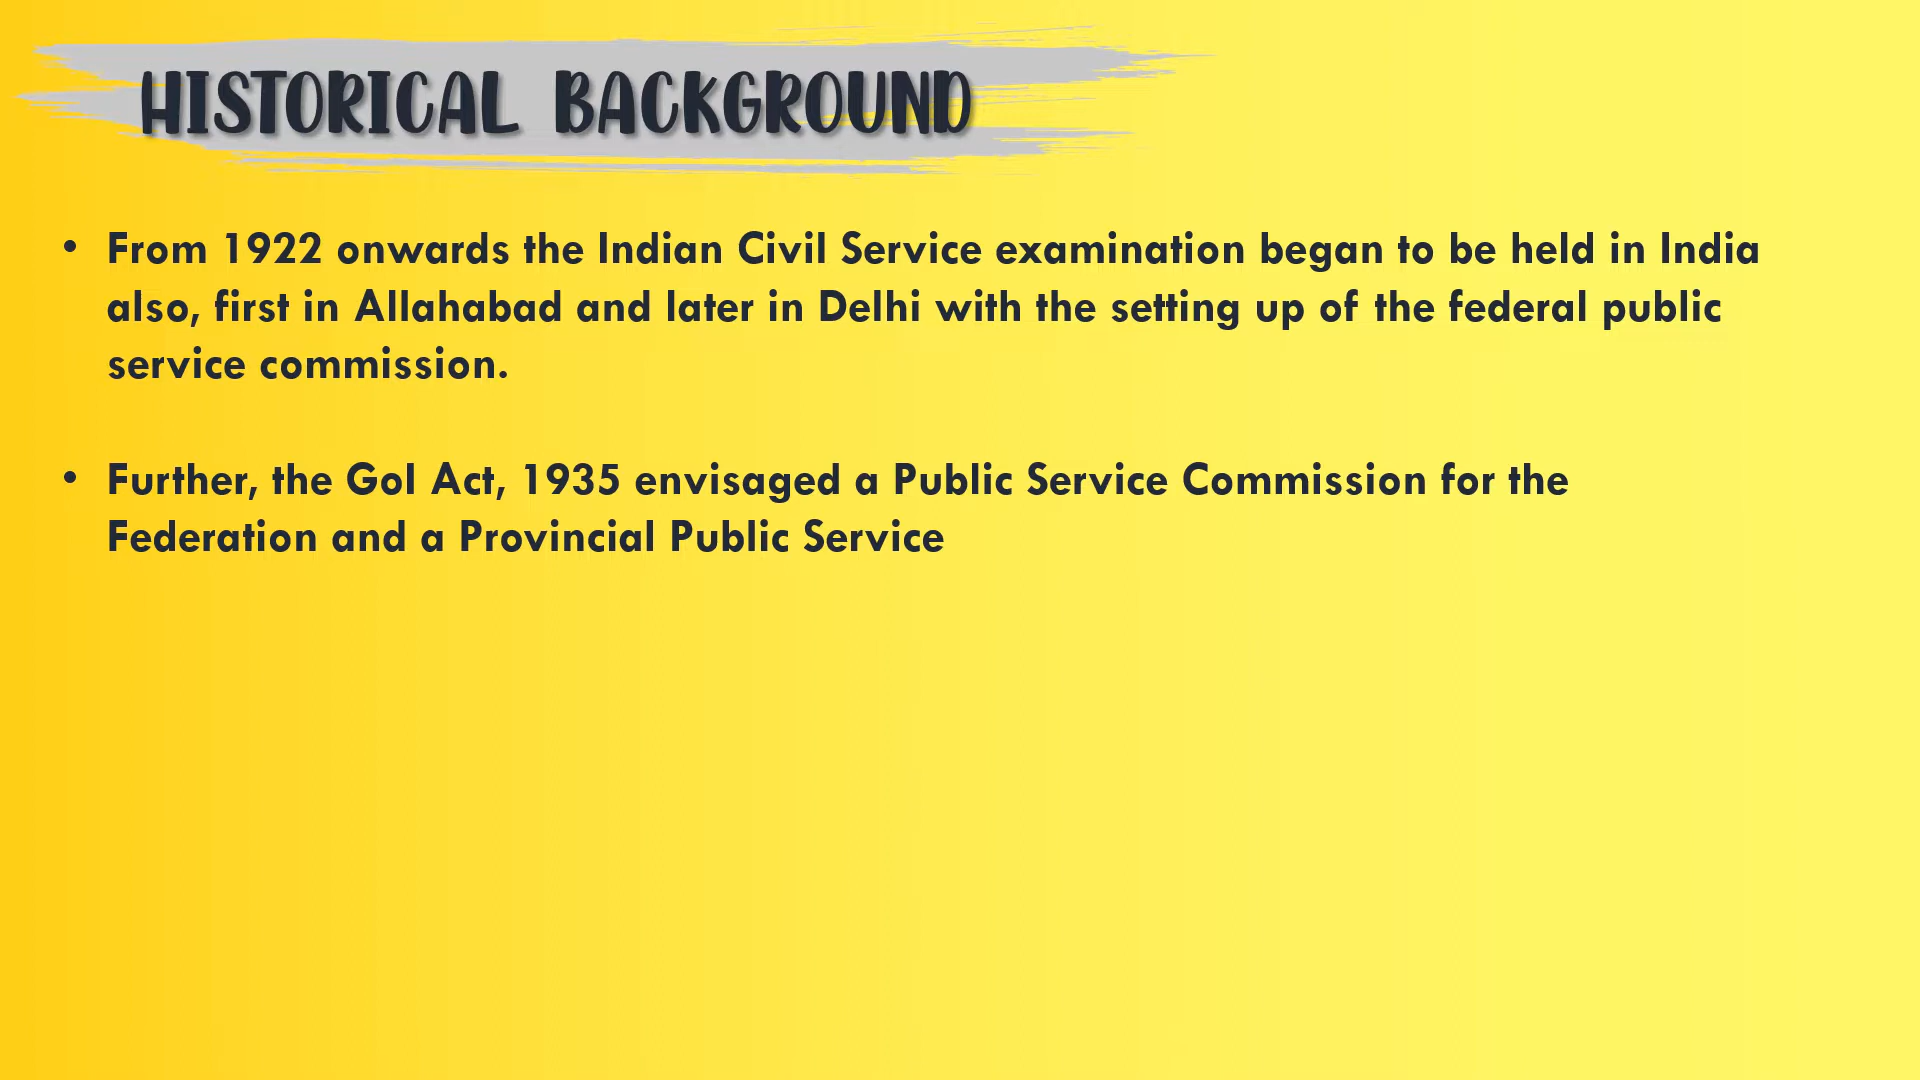 HISTORICAL BACKGROUND
• From 1922 onwards the Indian Civil Service examination began to be held in India
also, first in Allahabad and later in Delhi with the setting up of the federal public
service commission.
• Further, the GoI Act, 1935 envisaged a Public Service Commission for the
Federation and a Provincial Public Service